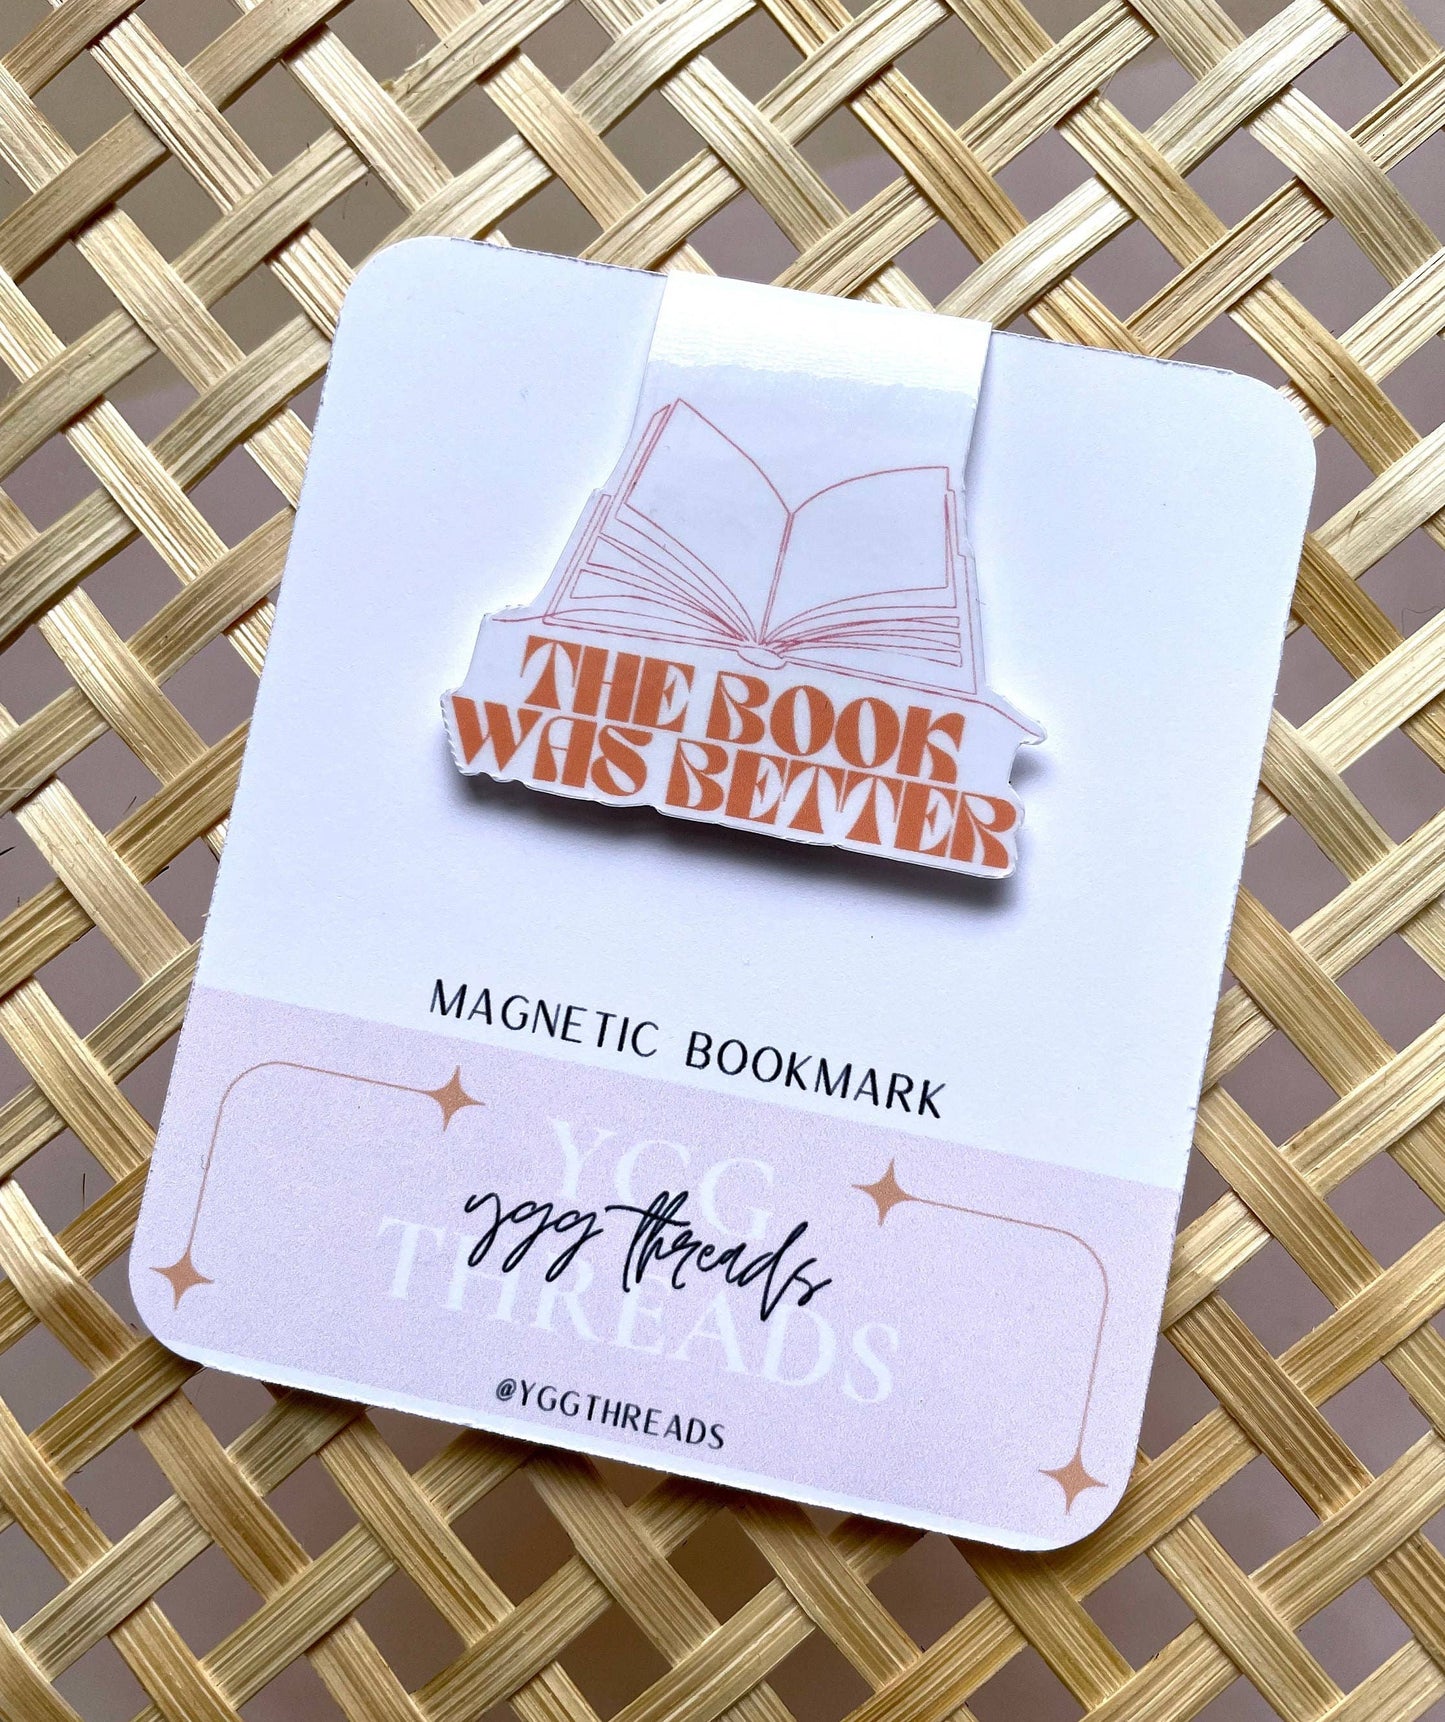 THE BOOK
WAS BETTER
MAGNETIC BOOKMARK
YGG
ygg threads
THREADS
@YGGTHREADS